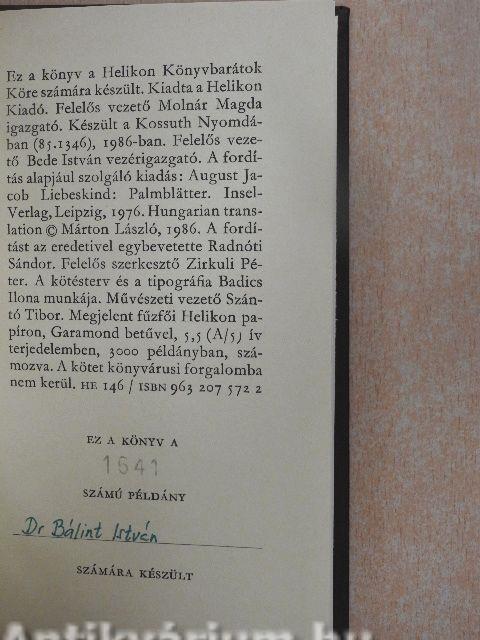 Ez a könyv a Helikon Könyvbarátok
Köre számára készült. Kiadta a Helikon
Kiadó. Felelős vezető Molnár Magda
igazgató. Készült a Kossuth Nyomdá-
ban (85.1346), 1986-ban. Felelős veze-
tő Bede István vezérigazgató. A fordí-
tás alapjául szolgáló kiadás: August Ja-
cob Liebeskind: Palmblätter. Insel-
Verlag, Leipzig, 1976. Hungarian trans-
lation © Márton László, 1986. A fordí-
tást az eredetivel egybevetette Radnóti
Sándor. Felelős szerkesztő Zirkuli Pé-
ter. A kötésterv és a tipográfia Badics
Ilona munkája. Művészeti vezető Szán-
tó Tibor. Megjelent fűzfői Helikon pa-
píron, Garamond betűvel, 5,5 (A/5) ív
terjedelemben, 3000 példányban, szá-
mozva. A kötet könyvárusi forgalomba
nem kerül. HE 146 / ISBN 963 207 572 2
EZ A KÖNYV A
1641
SZÁMÚ PÉLDÁNY
Dr Bálint István
SZÁMÁRA KÉSZÜLT
Antikvárium.hu